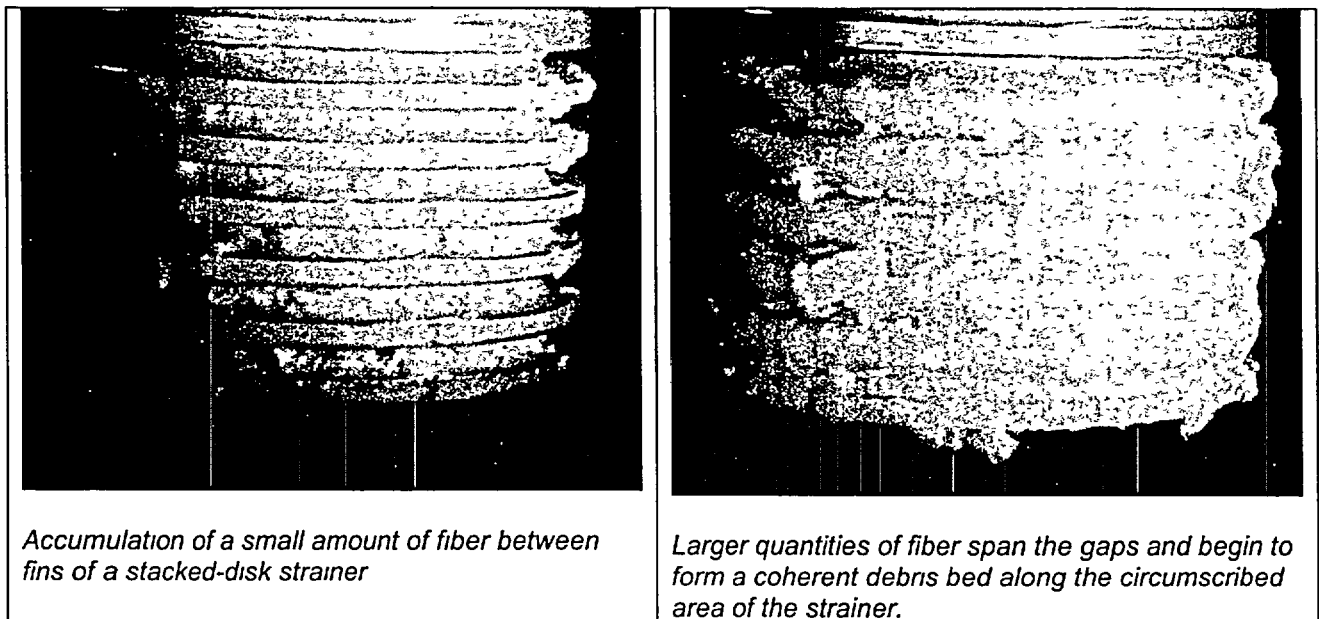 Accumulation of a small amount of fiber between
fins of a stacked-disk strainer
Larger quantities of fiber span the gaps and begin to
form a coherent debris bed along the circumscribed
area of the strainer.